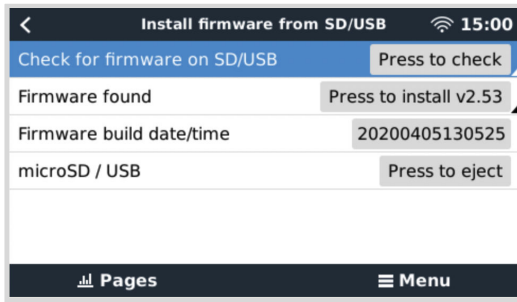 Install firmware from SD/USB 15:00
Check for firmware on SD/USB Press to check
Firmware found Press to install v2.53
Firmware build date/time 20200405130525
microSD / USB Press to eject
Pages Menu